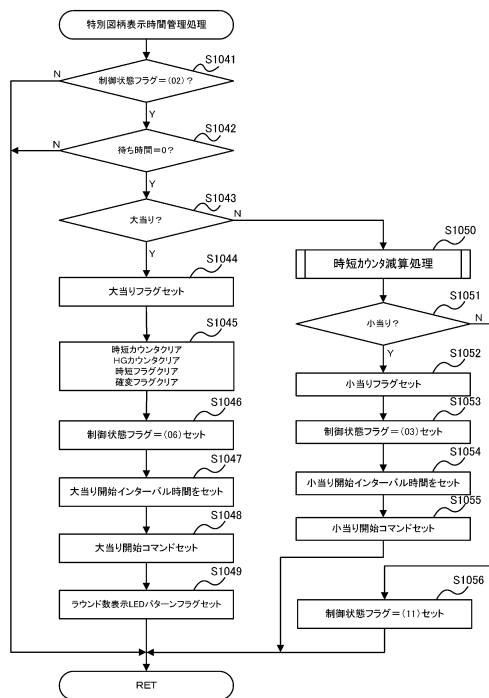 特別図柄表示時間管理処理
S1041
N
制御状態フラグ=(02)?
Y
S1042
N
待ち時間=0?
Y
S1043
大当り?
N
Y
S1044
大当りフラグセット
S1045
時短カウンタクリア
HGカウンタクリア
時短フラグクリア
確変フラグクリア
S1046
制御状態フラグ=(06)セット
S1047
大当り開始インターバル時間をセット
S1048
大当り開始コマンドセット
S1049
ラウンド数表示LEDパターンフラグセット
S1050
時短カウンタ減算処理
S1051
小当り?
N
Y
S1052
小当りフラグセット
S1053
制御状態フラグ=(03)セット
S1054
小当り開始インターバル時間をセット
S1055
小当り開始コマンドセット
S1056
制御状態フラグ=(11)セット
RET